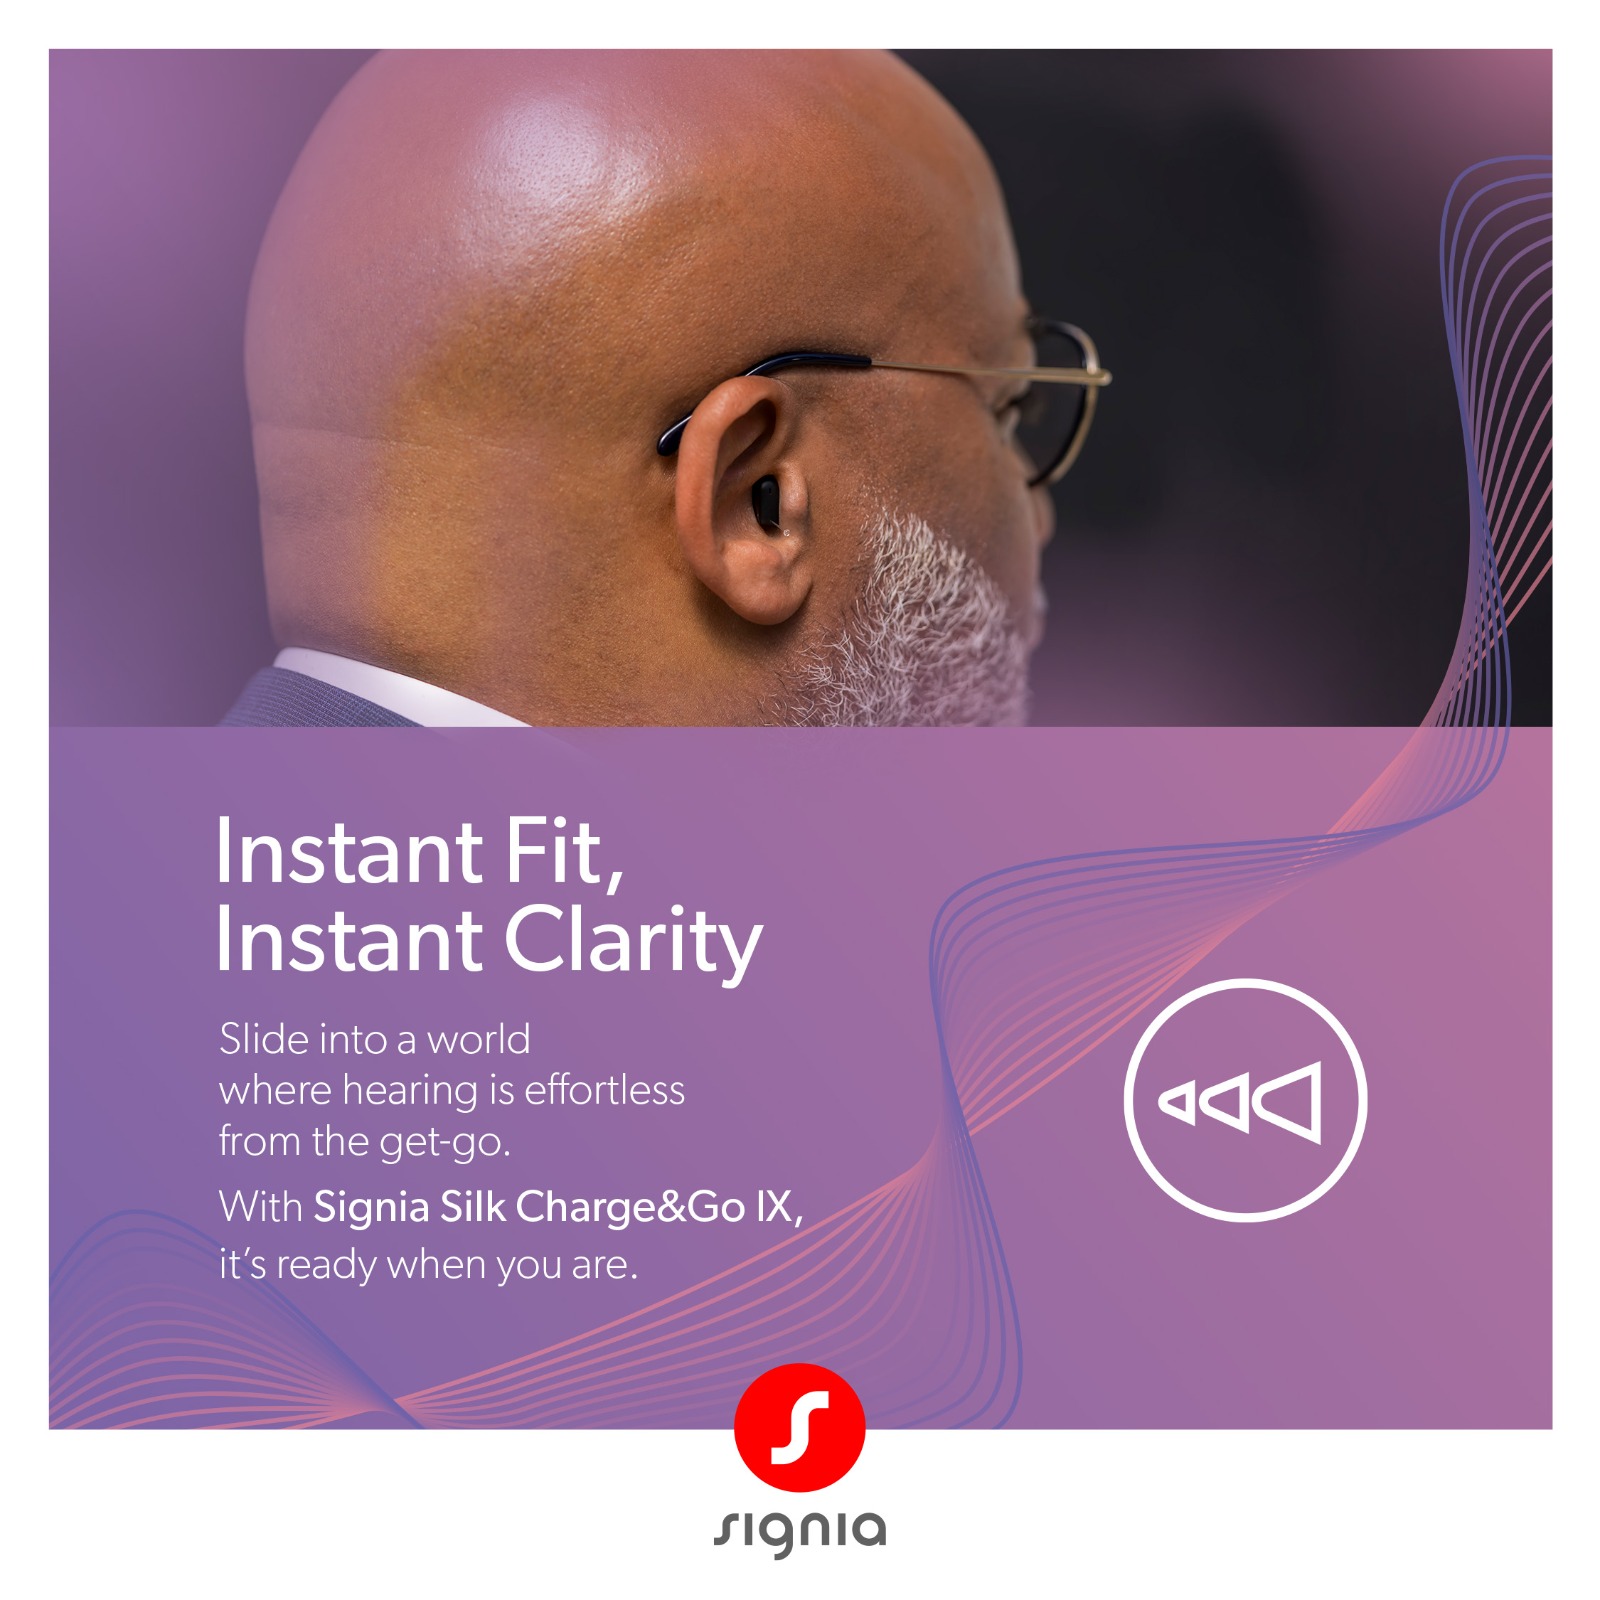 Instant Fit,
Instant Clarity
Slide into a world
where hearing is effortless
from the get-go.
With Signia Silk Charge&Go IX,
it's ready when you are.
signia